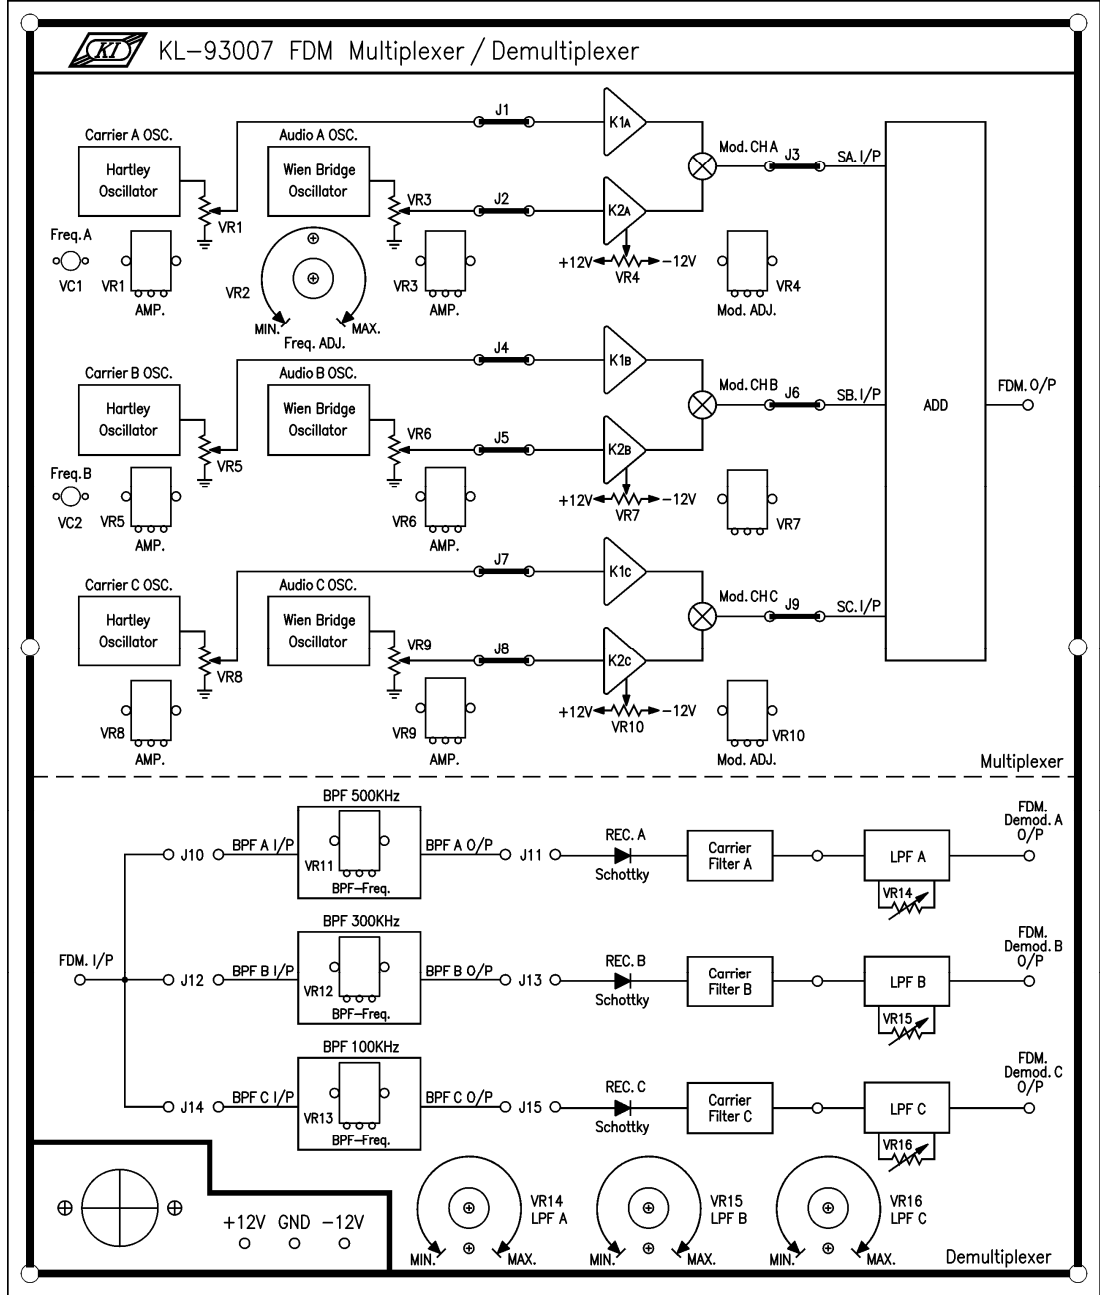 KI KL-93007 FDM Multiplexer / Demultiplexer
Carrier A OSC.
Hartley
Oscillator
VR1
Audio A OSC.
Wien Bridge
Oscillator
VR3
J1
J2
K1A
K2A
+12V
-12V
VR4
Mod. CH A
J3
SA. I/P
Freq. A
VC1
VR1
AMP.
VR2
MIN.
MAX.
Freq. ADJ.
VR3
AMP.
VR4
Mod. ADJ.
Carrier B OSC.
Hartley
Oscillator
VR5
Audio B OSC.
Wien Bridge
Oscillator
VR6
J4
J5
K1B
K2B
+12V
-12V
VR7
Mod. CH B
J6
SB. I/P
ADD
FDM. O/P
Freq. B
VC2
VR5
AMP.
VR6
AMP.
VR7
Carrier C OSC.
Hartley
Oscillator
VR8
Audio C OSC.
Wien Bridge
Oscillator
VR9
J7
J8
K1C
K2C
+12V
-12V
VR10
Mod. CH C
J9
SC. I/P
VR8
AMP.
VR9
AMP.
VR10
Mod. ADJ.
Multiplexer
FDM. I/P
BPF 500KHz
J10
BPF A I/P
VR11
BPF-Freq.
BPF A O/P
J11
REC. A
Schottky
Carrier
Filter A
LPF A
VR14
FDM.
Demod. A
O/P
BPF 300KHz
J12
BPF B I/P
VR12
BPF-Freq.
BPF B O/P
J13
REC. B
Schottky
Carrier
Filter B
LPF B
VR15
FDM.
Demod. B
O/P
BPF 100KHz
J14
BPF C I/P
VR13
BPF-Freq.
BPF C O/P
J15
REC. C
Schottky
Carrier
Filter C
LPF C
VR16
FDM.
Demod. C
O/P
+12V GND -12V
VR14
LPF A
MIN.
MAX.
VR15
LPF B
MIN.
MAX.
VR16
LPF C
MIN.
MAX.
Demultiplexer